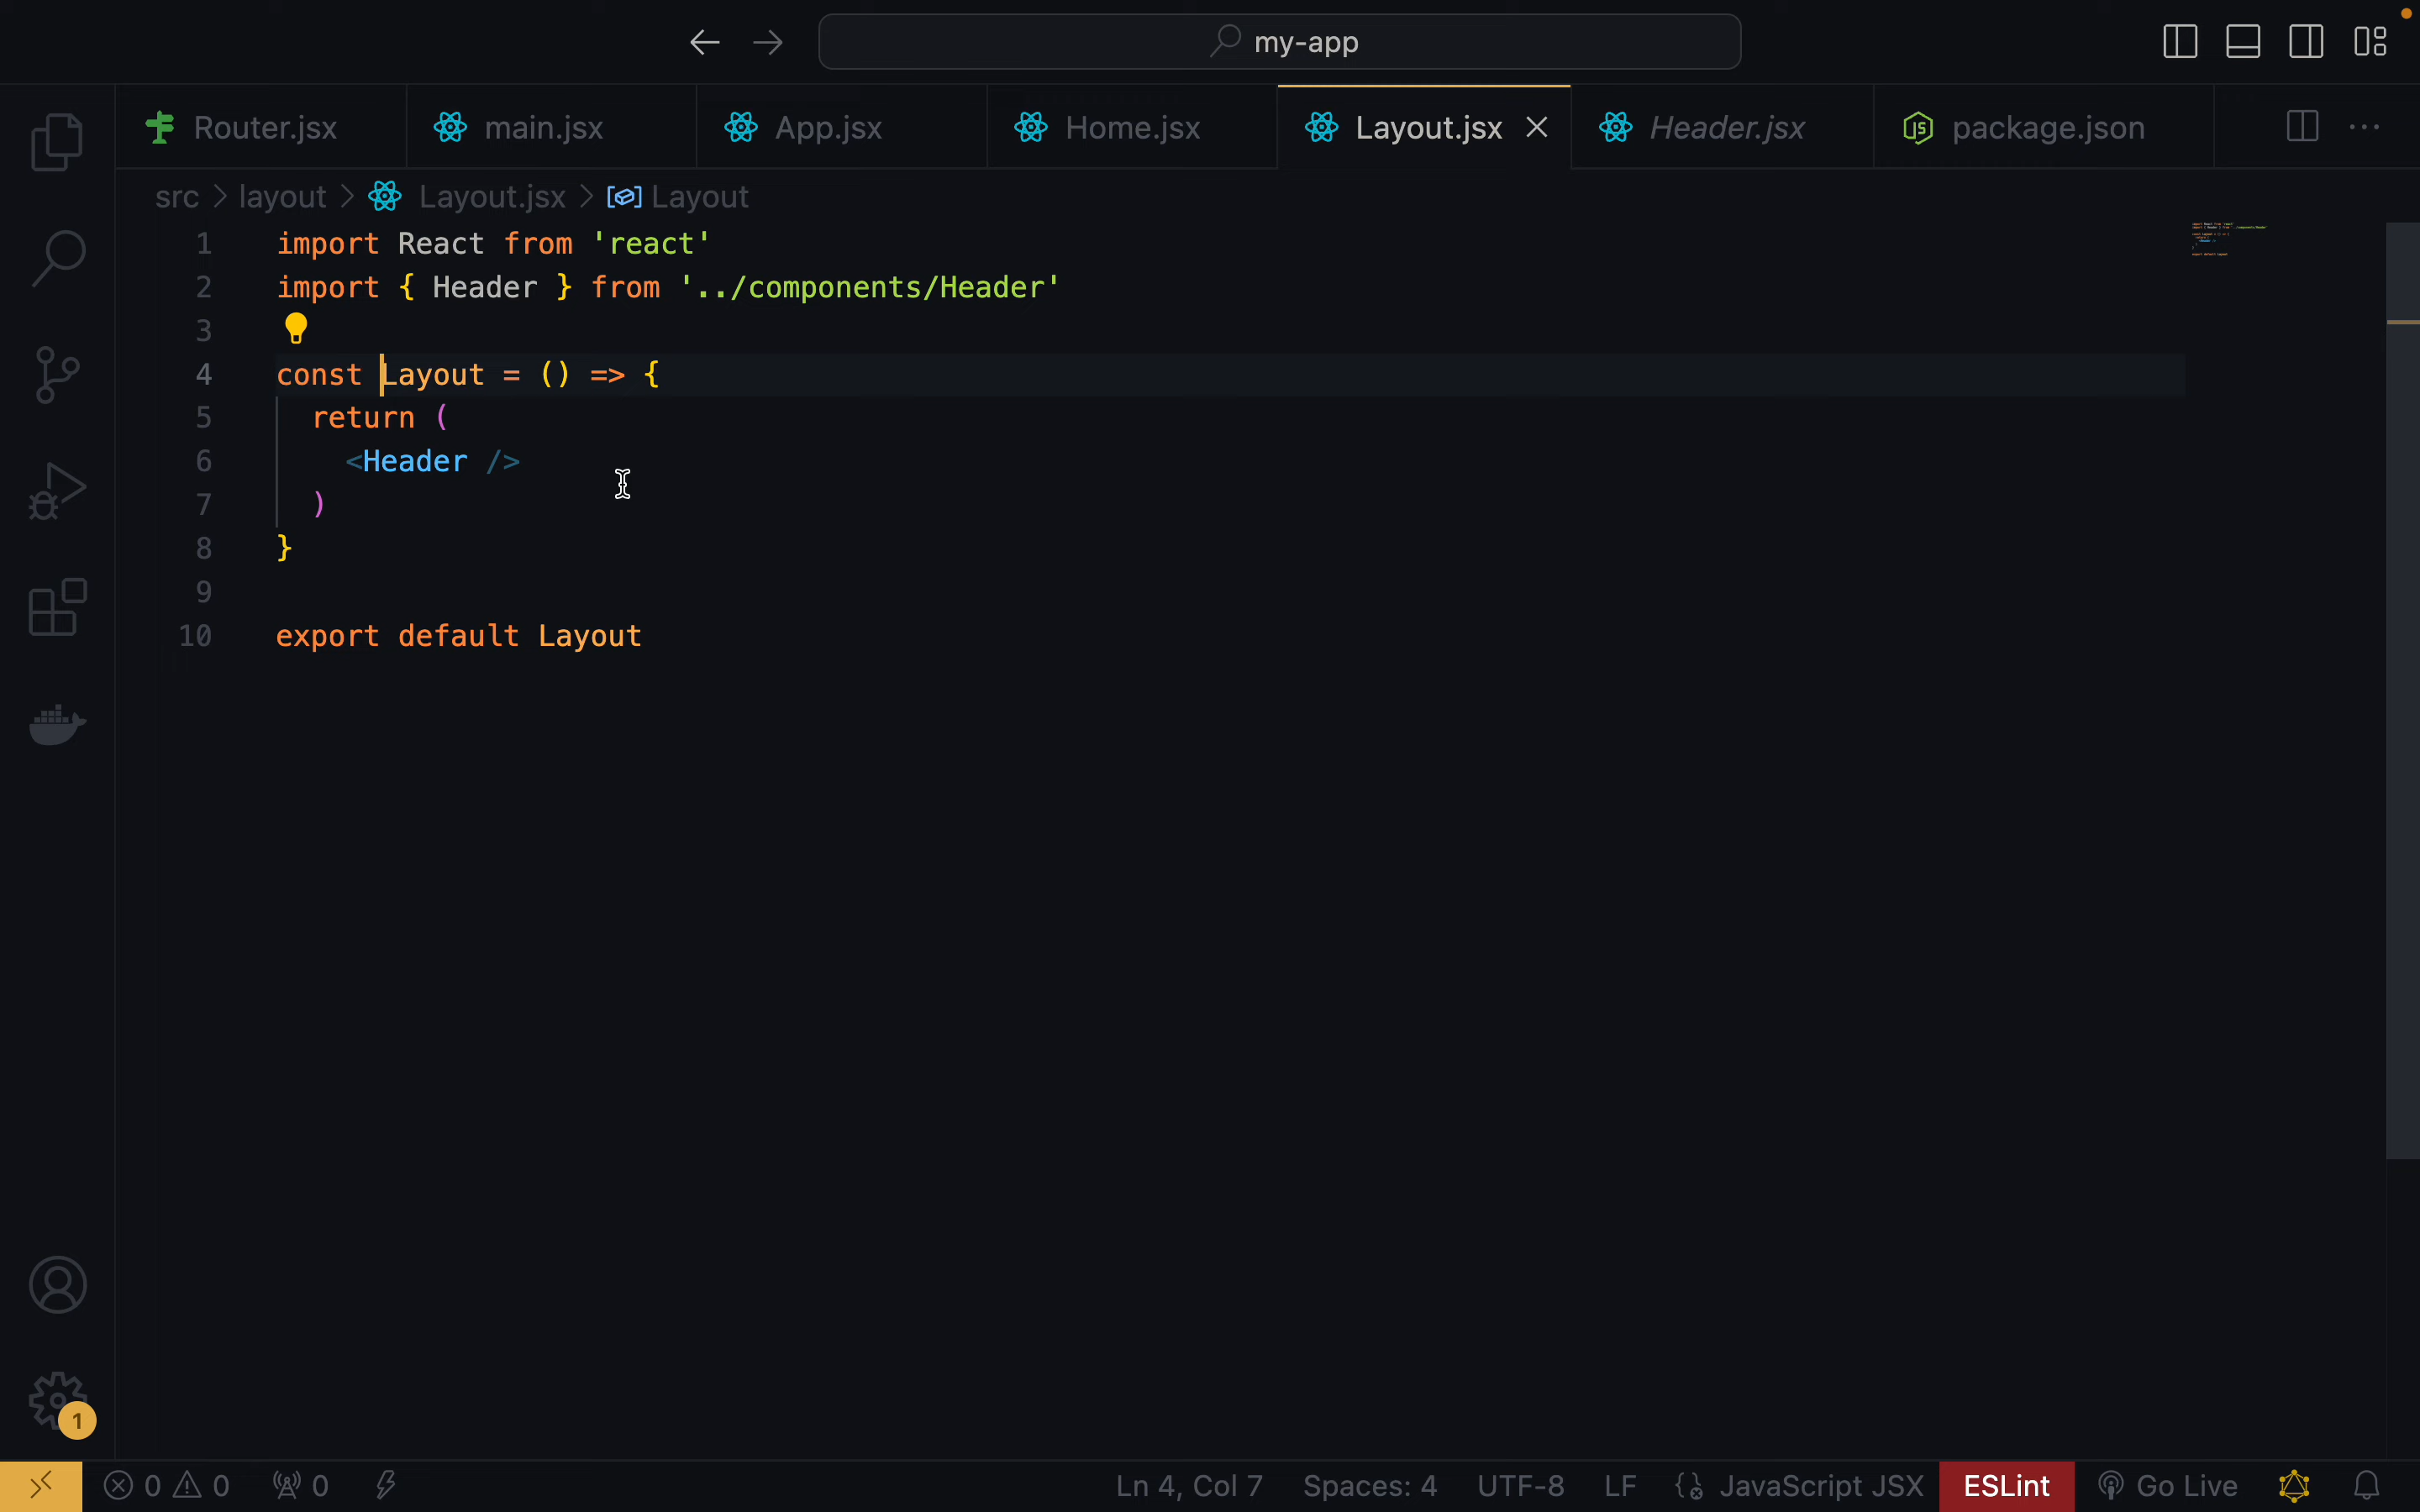 my-app
Router.jsx main.jsx App.jsx Home.jsx Layout.jsx Header.jsx package.json
src > layout > Layout.jsx > Layout
1 import React from 'react'
2 import { Header } from '../components/Header'
3
4 const Layout = () => {
5 return (
6 <Header />
7 )
8 }
9
10 export default Layout
1
0 0 0 Ln 4, Col 7 Spaces: 4 UTF-8 LF JavaScript JSX ESLint Go Live